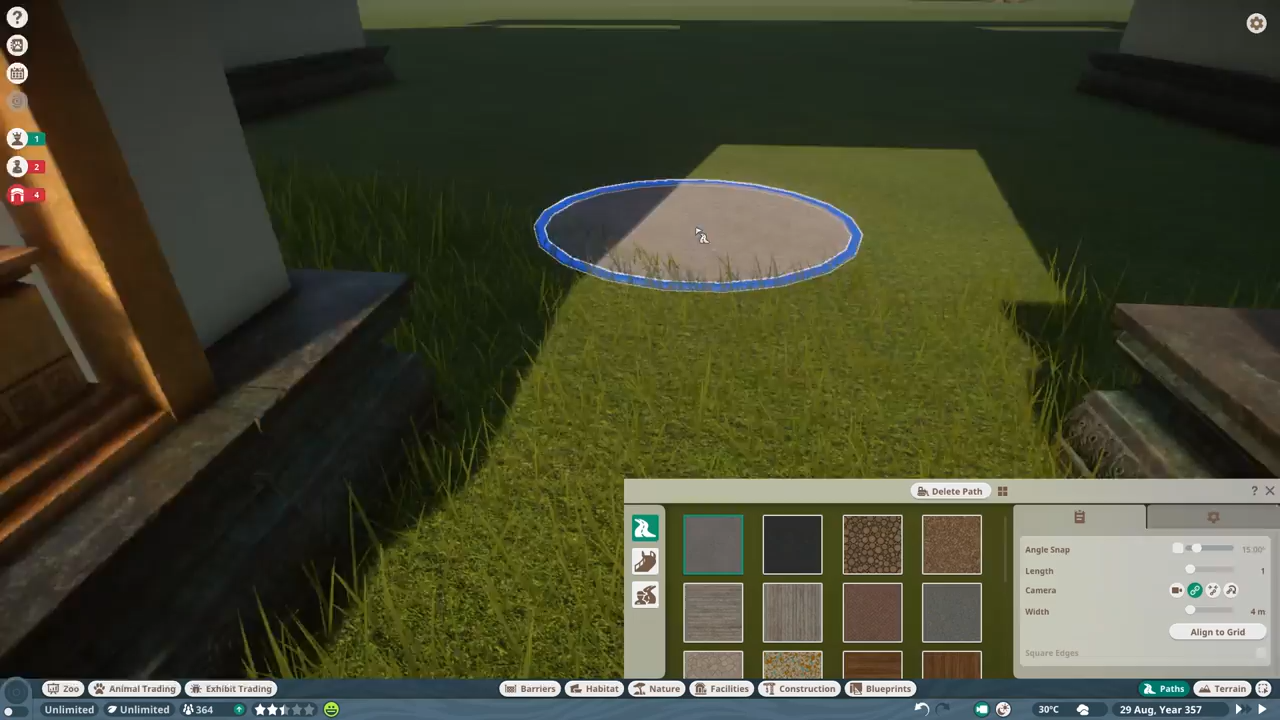 ?
1
2
4
Delete Path
?
Angle Snap 15.00°
Length 1
Camera
Width 4 m
Align to Grid
Square Edges
Zoo Animal Trading Exhibit Trading Barriers Habitat Nature Facilities Construction Blueprints Paths Terrain
Unlimited Unlimited 364 30°C 29 Aug, Year 357